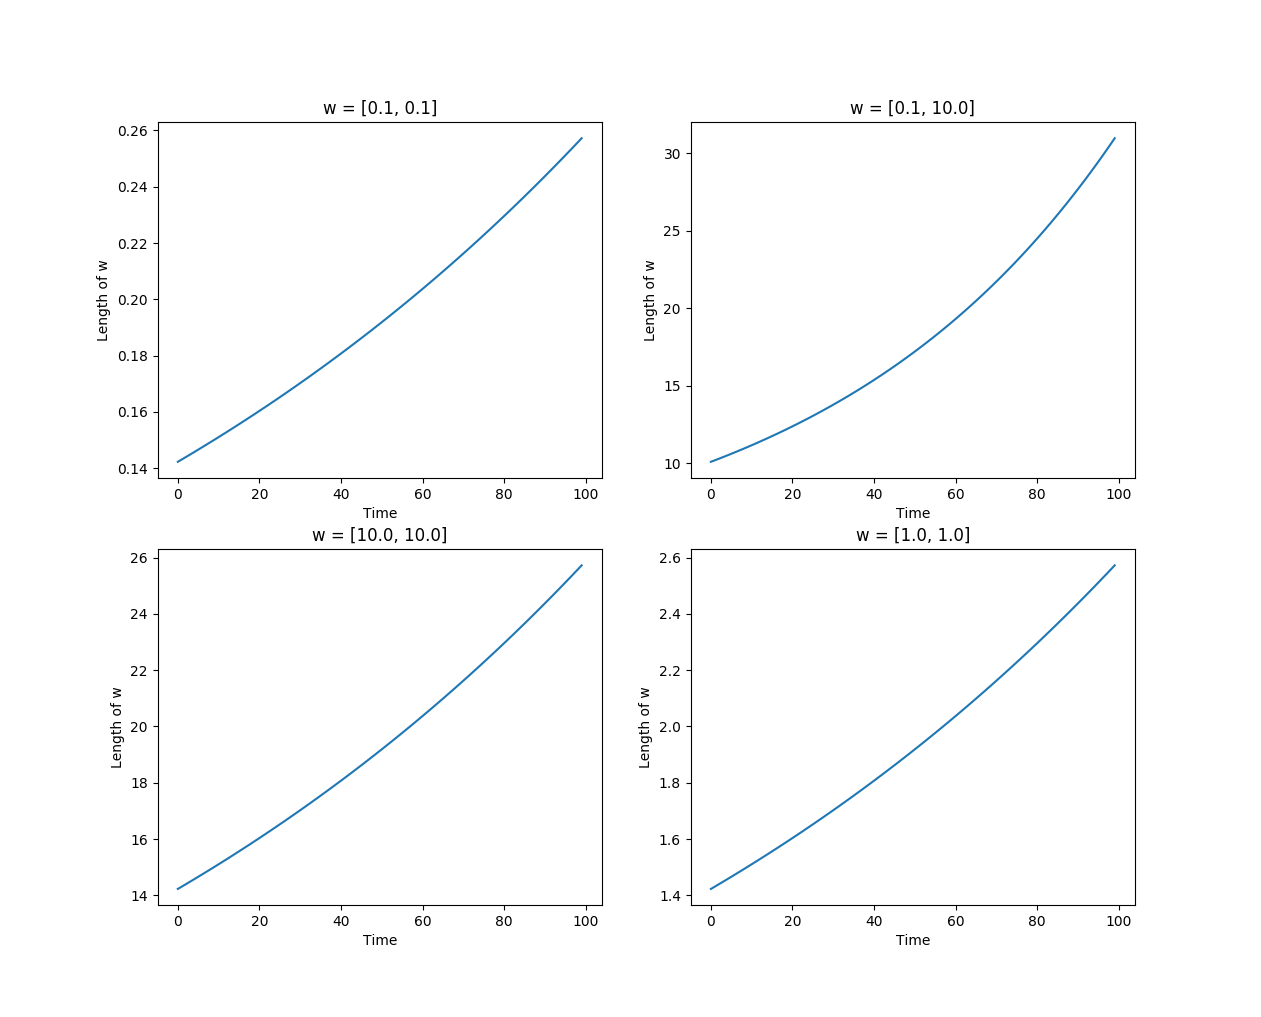 w = [0.1, 0.1]
0.26
0.24
0.22
0.20
0.18
0.16
0.14
Length of w
0 20 40 60 80 100
Time
w = [0.1, 10.0]
30
25
20
15
10
Length of w
0 20 40 60 80 100
Time
w = [10.0, 10.0]
26
24
22
20
18
16
14
Length of w
0 20 40 60 80 100
Time
w = [1.0, 1.0]
2.6
2.4
2.2
2.0
1.8
1.6
1.4
Length of w
0 20 40 60 80 100
Time